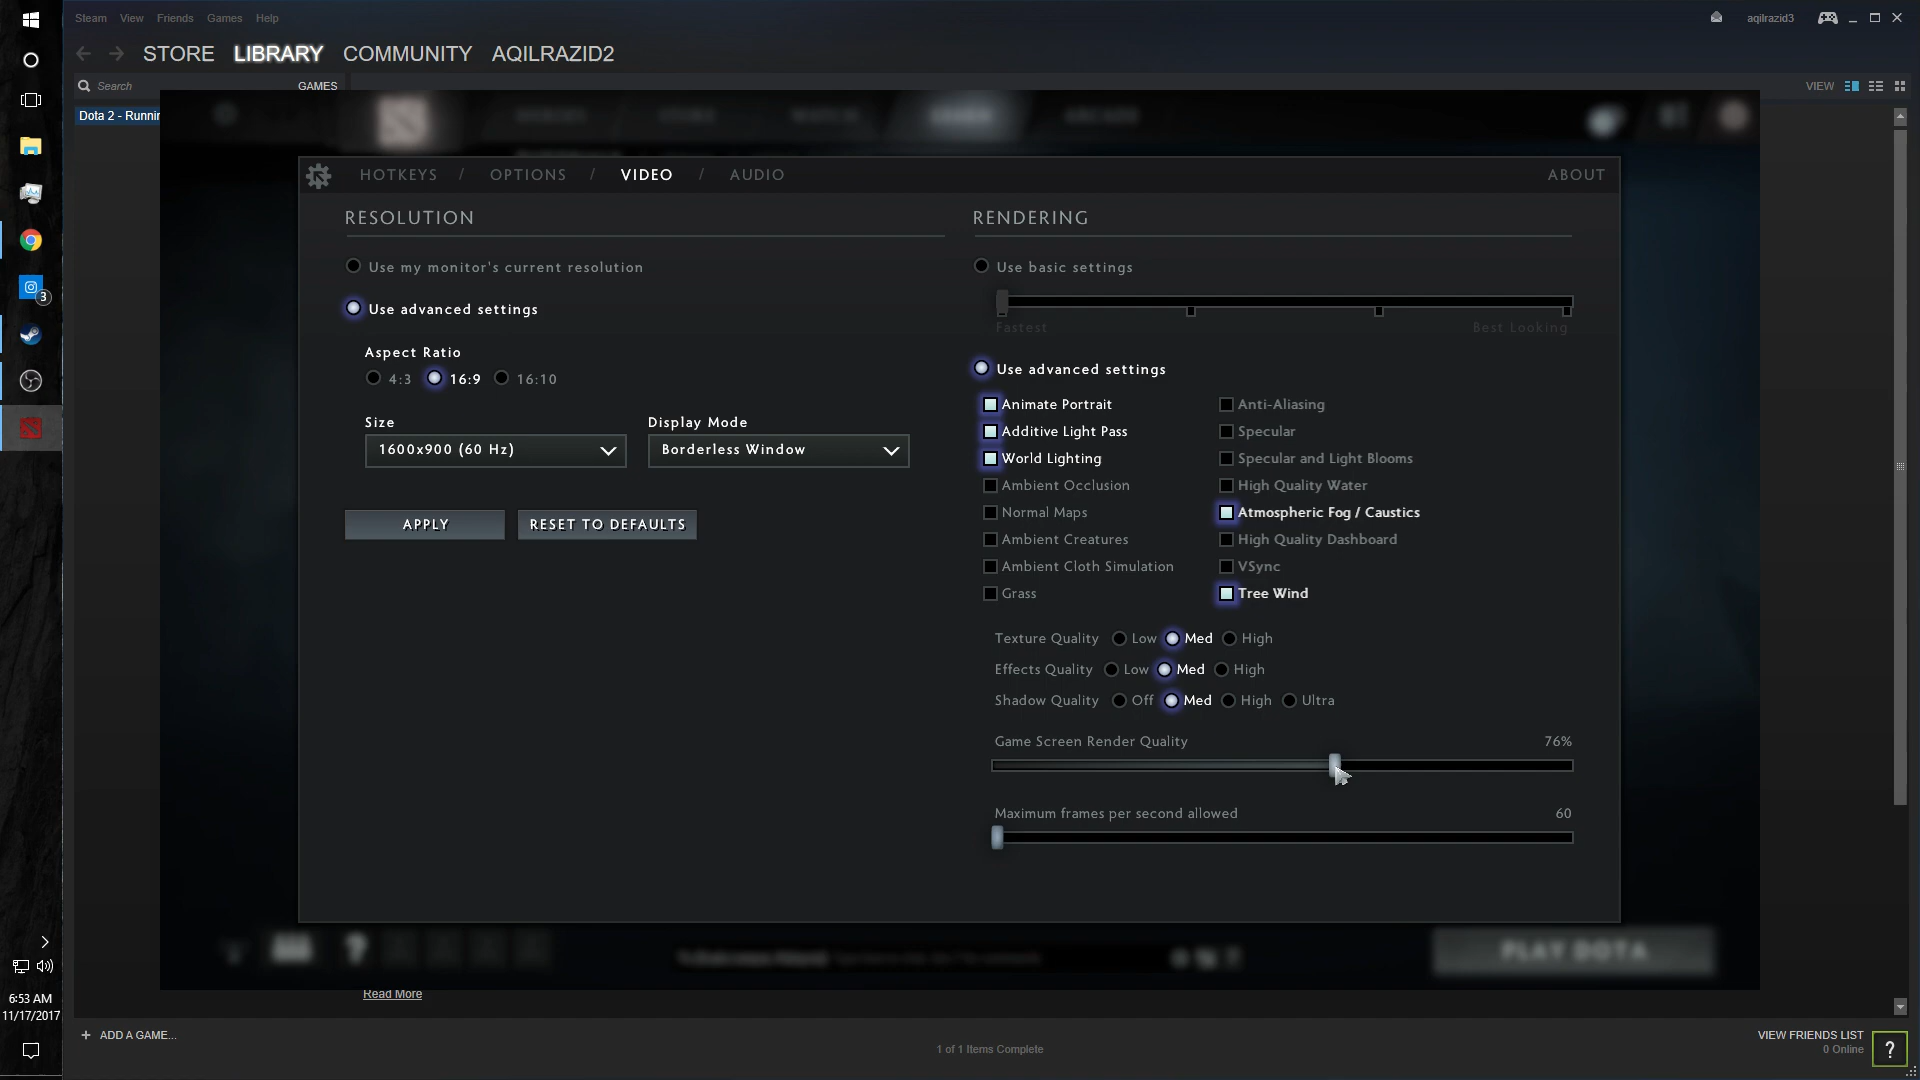 Steam View Friends Games Help
aqilrazid3
STORE LIBRARY COMMUNITY AQILRAZID2
Search
GAMES
VIEW
Dota 2 - Runnin
HOTKEYS / OPTIONS / VIDEO / AUDIO
ABOUT
RESOLUTION
Use my monitor's current resolution
Use advanced settings
Aspect Ratio
4:3 16:9 16:10
Size
Display Mode
1600x900 (60 Hz)
Borderless Window
APPLY
RESET TO DEFAULTS
RENDERING
Use basic settings
Fastest
Best Looking
Use advanced settings
Animate Portrait
Additive Light Pass
World Lighting
Ambient Occlusion
Normal Maps
Ambient Creatures
Ambient Cloth Simulation
Grass
Anti-Aliasing
Specular
Specular and Light Blooms
High Quality Water
Atmospheric Fog / Caustics
High Quality Dashboard
VSync
Tree Wind
Texture Quality Low Med High
Effects Quality Low Med High
Shadow Quality Off Med High Ultra
Game Screen Render Quality 76%
Maximum frames per second allowed 60
PLAY DOTA
Read More
3
6:53 AM
11/17/2017
+ ADD A GAME...
1 of 1 Items Complete
VIEW FRIENDS LIST
0 Online
?